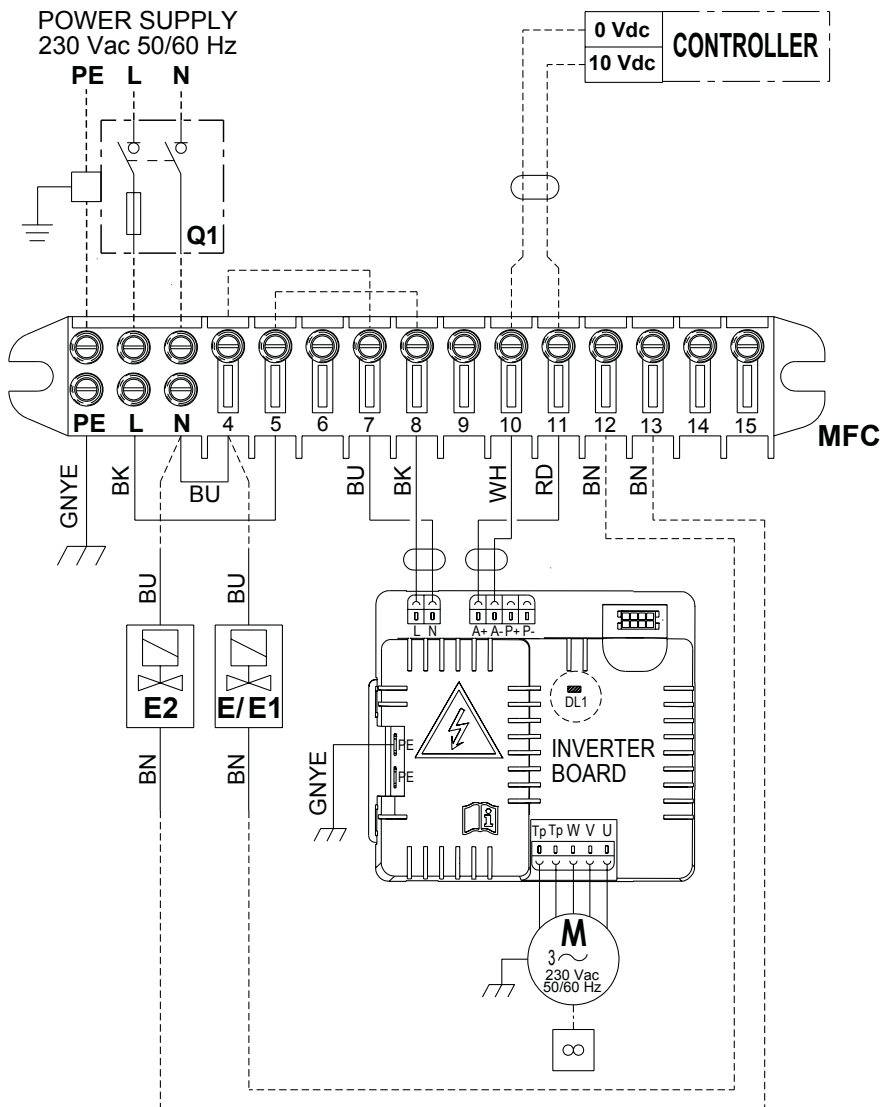 POWER SUPPLY
230 Vac 50/60 Hz
PE L N
0 Vdc
10 Vdc
CONTROLLER
Q1
PE L N 4 5 6 7 8 9 10 11 12 13 14 15
MFC
GNYE
BK
BU
BU
BK
WH
RD
BN
BN
BU
BU
L N
A+ A- P+ P-
E2
E/E1
DL1
PE
PE
INVERTER
BOARD
i
GNYE
BN
BN
Tp Tp W V U
M
3~
230 Vac
50/60 Hz